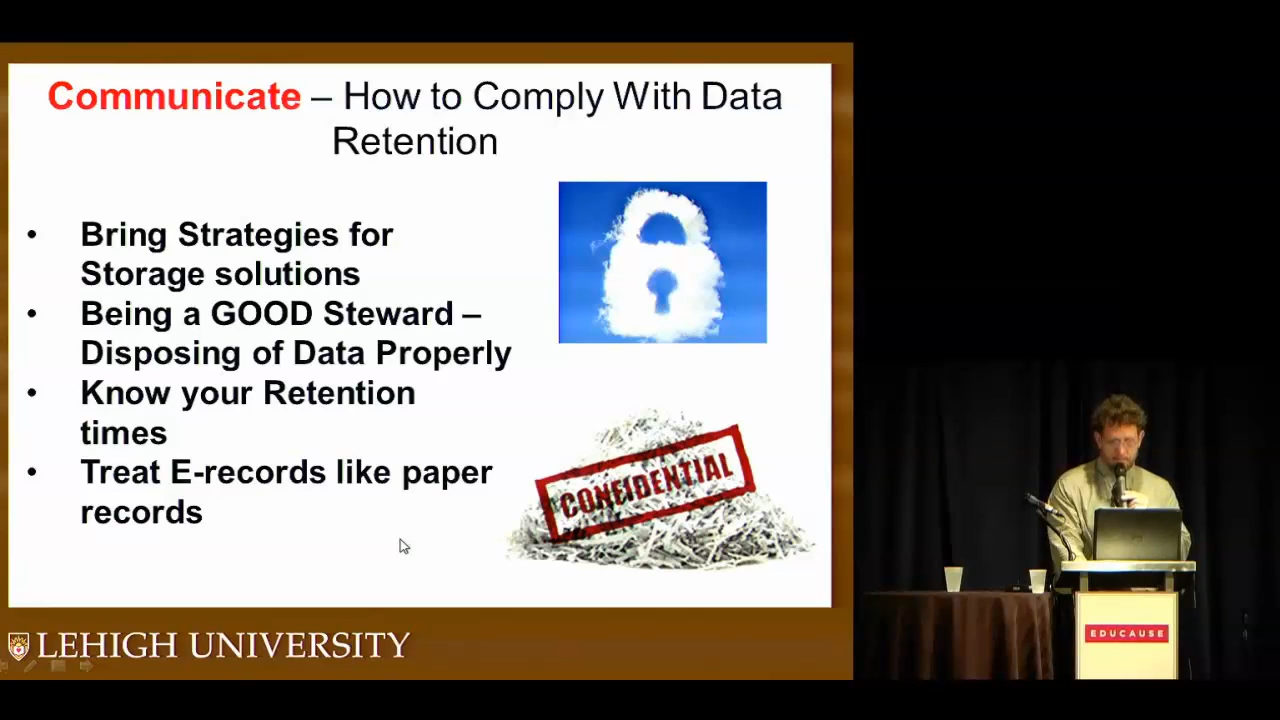 Communicate – How to Comply With Data
Retention
• Bring Strategies for
Storage solutions
• Being a GOOD Steward –
Disposing of Data Properly
• Know your Retention
times
• Treat E-records like paper
records
CONFIDENTIAL
LEHIGH UNIVERSITY
EDUCAUSE